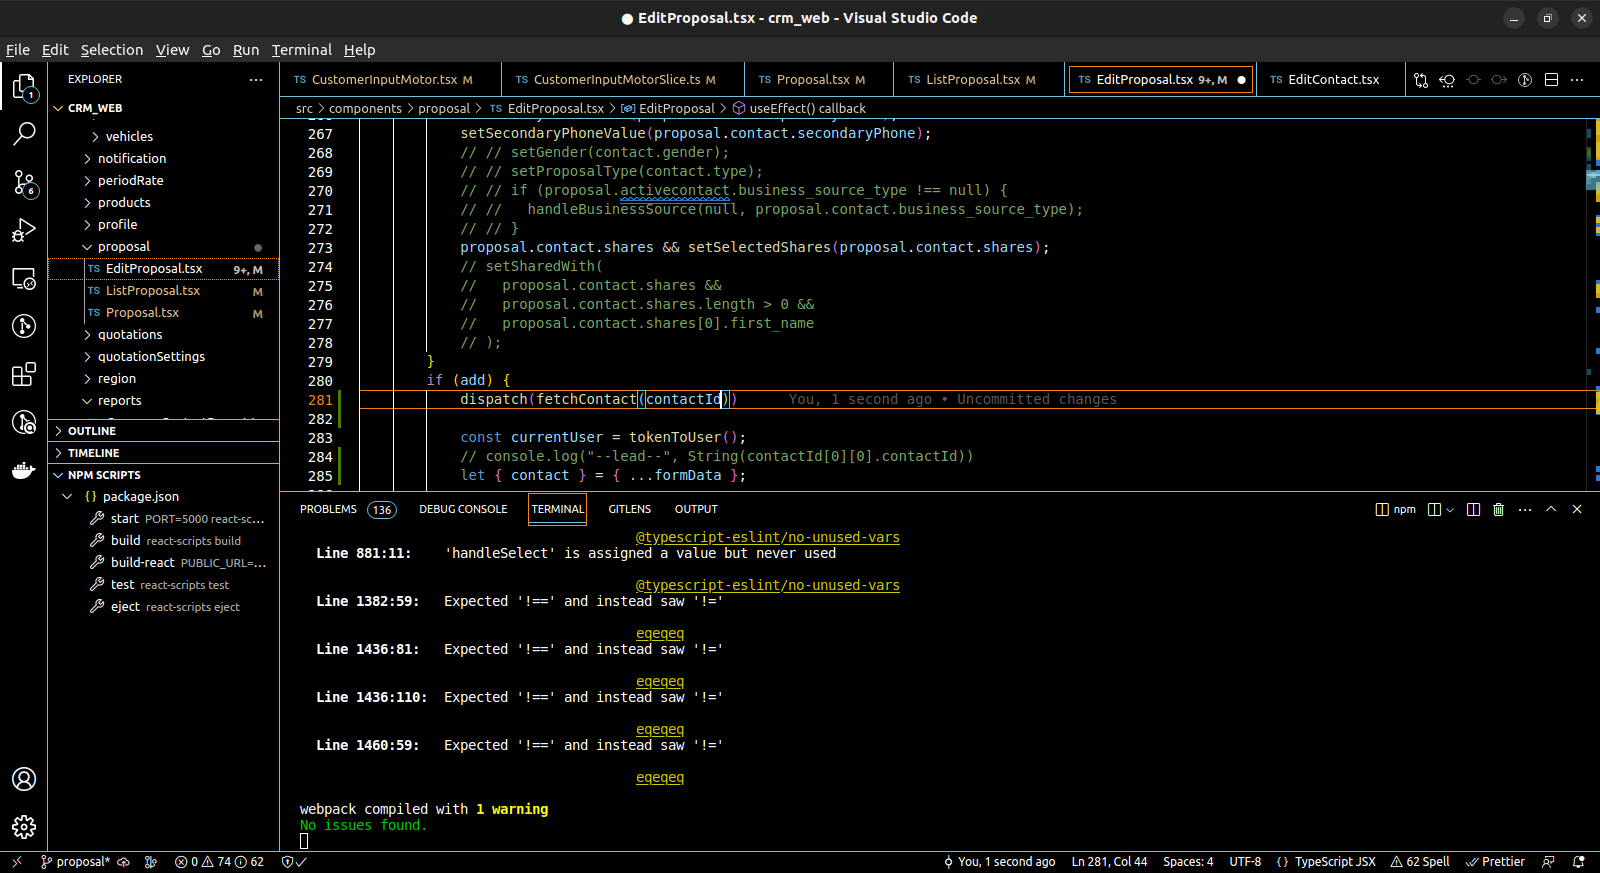 ● EditProposal.tsx - crm_web - Visual Studio Code
File Edit Selection View Go Run Terminal Help
EXPLORER
CRM_WEB
vehicles
notification
periodRate
products
profile
proposal
TS EditProposal.tsx 9+, M
TS ListProposal.tsx M
TS Proposal.tsx M
quotations
quotationSettings
region
reports
OUTLINE
TIMELINE
NPM SCRIPTS
{} package.json
start PORT=5000 react-sc...
build react-scripts build
build-react PUBLIC_URL=...
test react-scripts test
eject react-scripts eject
1
6
TS CustomerInputMotor.tsx M
TS CustomerInputMotorSlice.ts M
TS Proposal.tsx M
TS ListProposal.tsx M
TS EditProposal.tsx 9+, M ●
TS EditContact.tsx
src > components > proposal > TS EditProposal.tsx > EditProposal > useEffect() callback
267 setSecondaryPhoneValue(proposal.contact.secondaryPhone);
268 // // setGender(contact.gender);
269 // // setProposalType(contact.type);
270 // // if (proposal.activecontact.business_source_type !== null) {
271 // //   handleBusinessSource(null, proposal.contact.business_source_type);
272 // // }
273 proposal.contact.shares && setSelectedShares(proposal.contact.shares);
274 // setSharedWith(
275 //   proposal.contact.shares &&
276 //   proposal.contact.shares.length > 0 &&
277 //   proposal.contact.shares[0].first_name
278 // );
279 }
280 if (add) {
281 dispatch(fetchContact(contactId)) You, 1 second ago • Uncommitted changes
282
283 const currentUser = tokenToUser();
284 // console.log("--lead--", String(contactId[0][0].contactId))
285 let { contact } = { ...formData };
PROBLEMS 136 DEBUG CONSOLE TERMINAL GITLENS OUTPUT
npm
@typescript-eslint/no-unused-vars
Line 881:11: 'handleSelect' is assigned a value but never used
@typescript-eslint/no-unused-vars
Line 1382:59: Expected '!==' and instead saw '!='
eqeqeq
Line 1436:81: Expected '!==' and instead saw '!='
eqeqeq
Line 1436:110: Expected '!==' and instead saw '!='
eqeqeq
Line 1460:59: Expected '!==' and instead saw '!='
eqeqeq
webpack compiled with 1 warning
No issues found.
proposal* 0 74 62 You, 1 second ago Ln 281, Col 44 Spaces: 4 UTF-8 {} TypeScript JSX 62 Spell Prettier